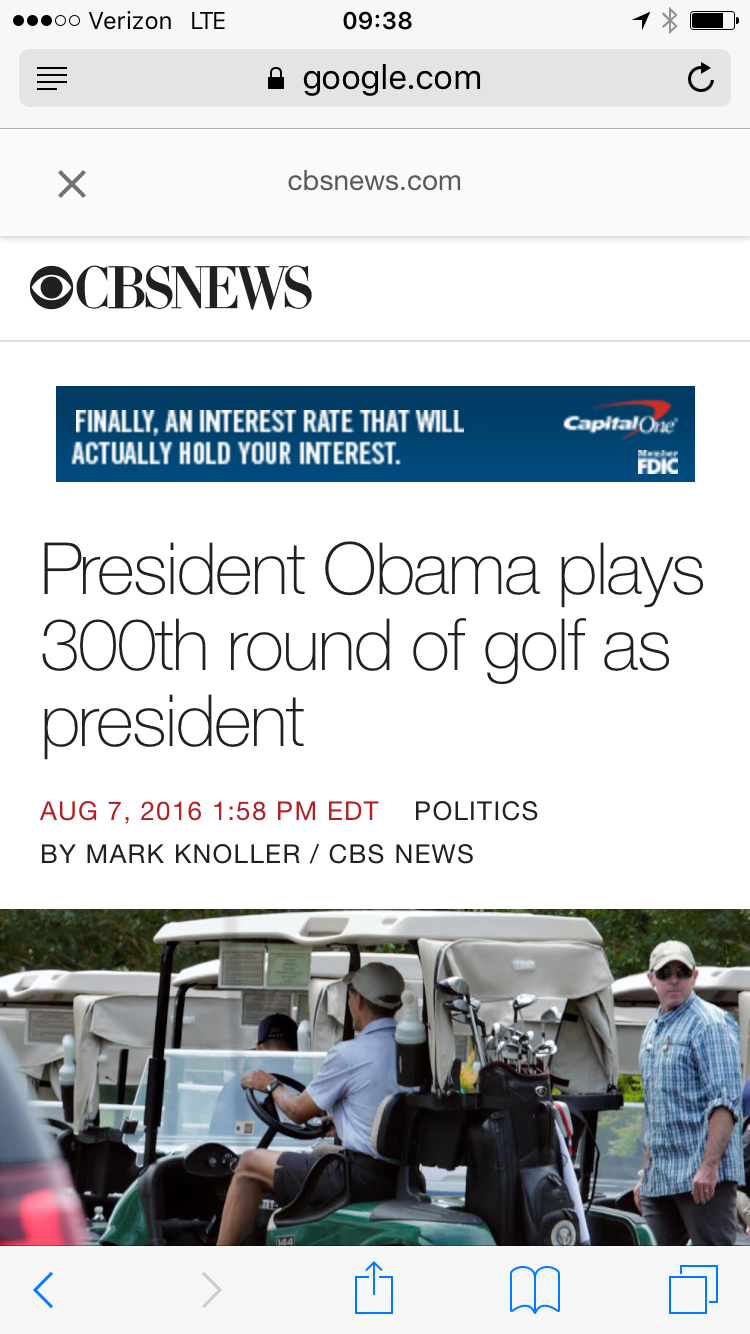 Verizon LTE 09:38
google.com
cbsnews.com
CBSNEWS
FINALLY, AN INTEREST RATE THAT WILL
ACTUALLY HOLD YOUR INTEREST.
CapitalOne
Member
FDIC
President Obama plays
300th round of golf as
president
AUG 7, 2016 1:58 PM EDT POLITICS
BY MARK KNOLLER / CBS NEWS
144